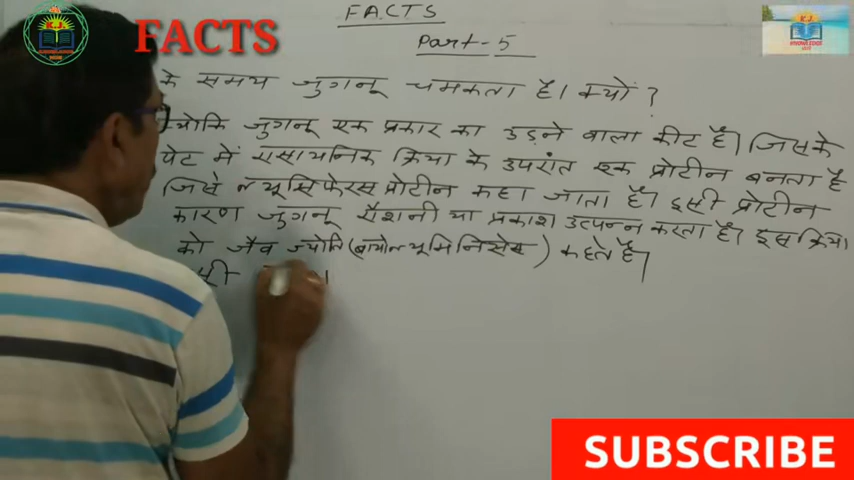 K.J.
FACTS
FACTS
Part-5
KNOWLEDGE
के समय जुगनू चमकता है। क्यों ?
क्योकि जुगनू एक प्रकार का उड़ने वाला कीट है। जिसके
पेट में रासायनिक क्रिया के उपरांत एक प्रोटीन बनता है
जिसे ल्यूसिफेरस प्रोटीन कहा जाता है। इसी प्रोटीन
कारण जुगनू रौशनी या प्रकाश उत्पन्न करता है। इस क्रिया
को जैव ज्योति (बायोल्यूमिनिसेंस) कहते है।
SUBSCRIBE